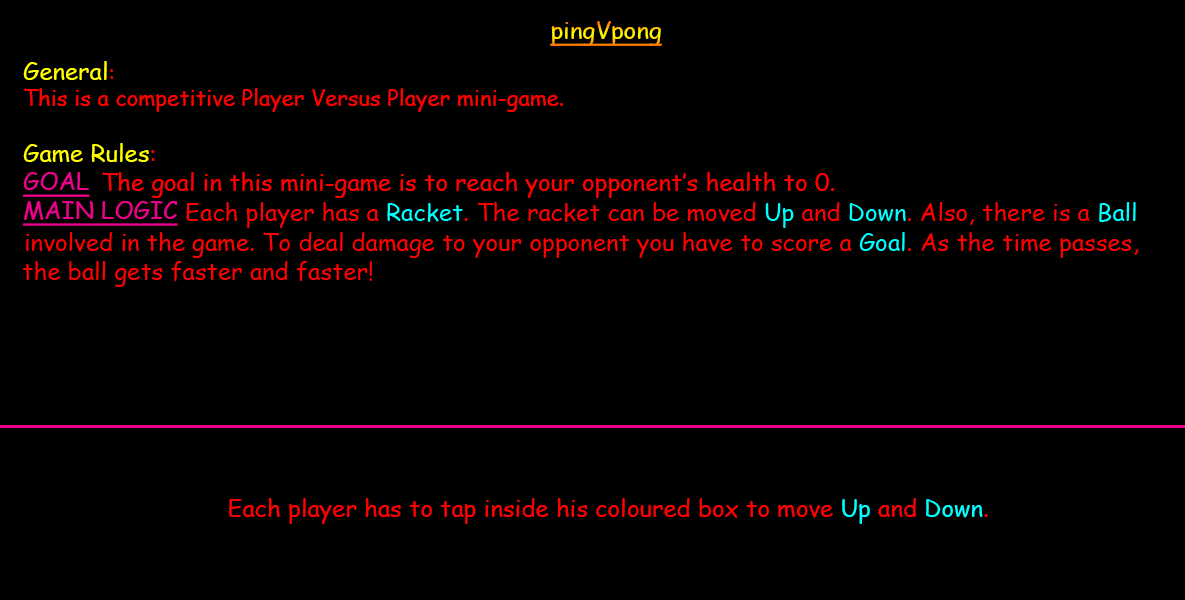 pingVpong
General:
This is a competitive Player Versus Player mini-game.
Game Rules:
GOAL The goal in this mini-game is to reach your opponent's health to 0.
MAIN LOGIC Each player has a Racket. The racket can be moved Up and Down. Also, there is a Ball
involved in the game. To deal damage to your opponent you have to score a Goal. As the time passes,
the ball gets faster and faster!
Each player has to tap inside his coloured box to move Up and Down.